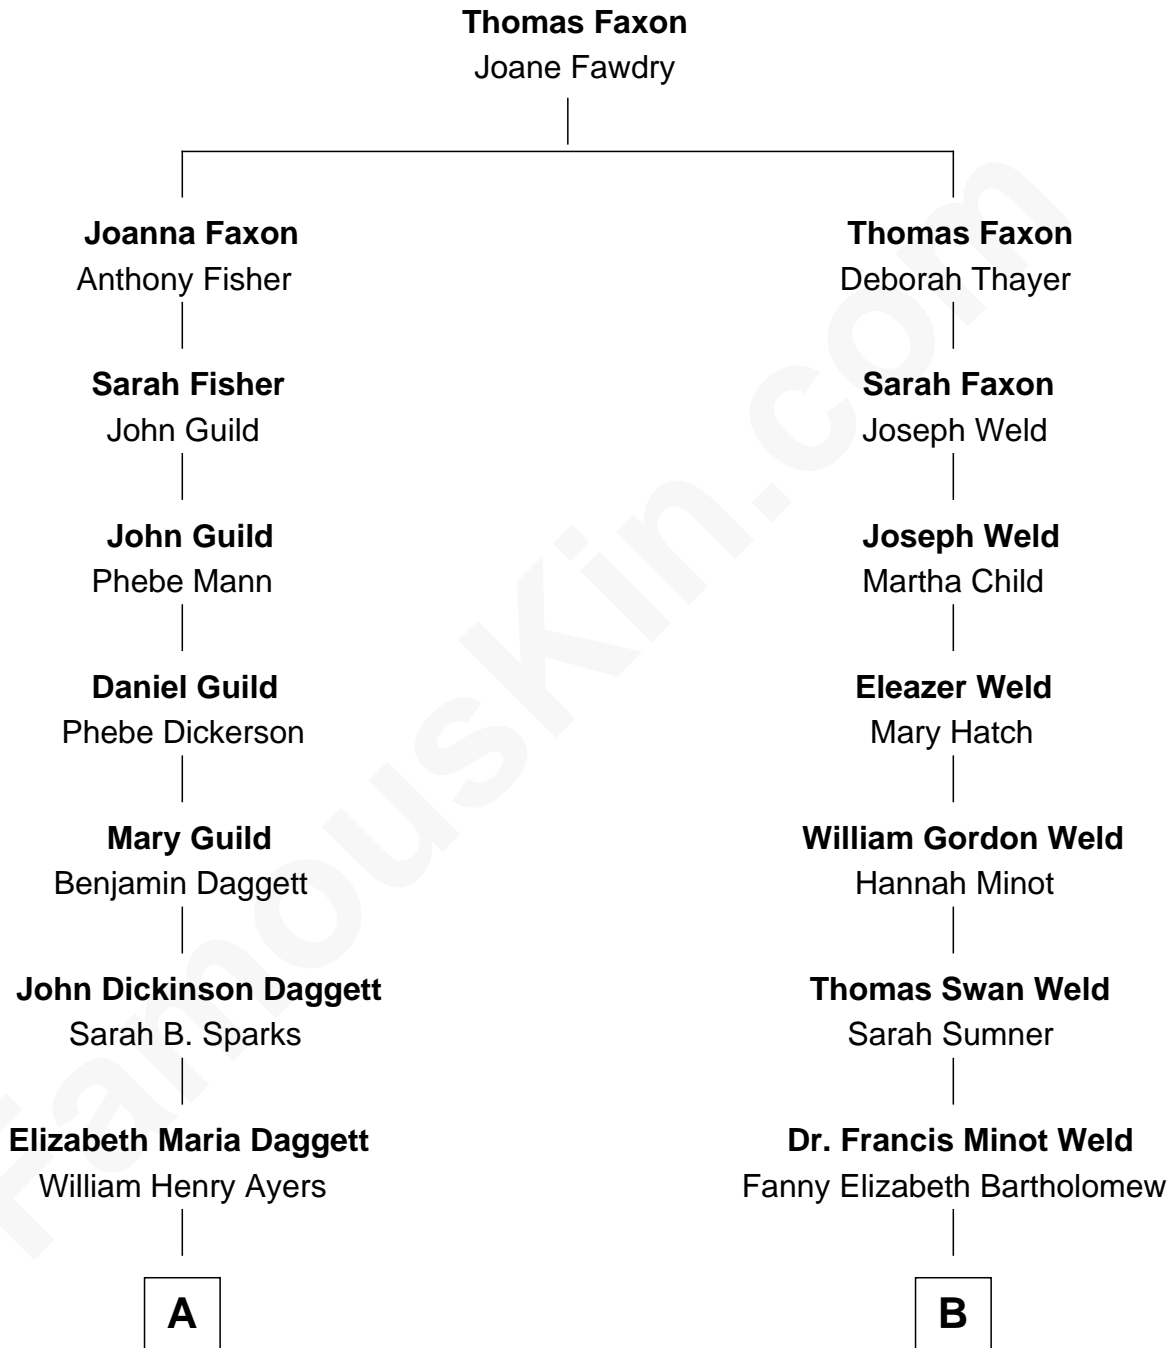 Thomas Faxon
Joane Fawdry
Joanna Faxon
Anthony Fisher
Thomas Faxon
Deborah Thayer
Sarah Fisher
John Guild
Sarah Faxon
Joseph Weld
John Guild
Phebe Mann
Joseph Weld
Martha Child
Daniel Guild
Phebe Dickerson
Eleazer Weld
Mary Hatch
Mary Guild
Benjamin Daggett
William Gordon Weld
Hannah Minot
John Dickinson Daggett
Sarah B. Sparks
Thomas Swan Weld
Sarah Sumner
Elizabeth Maria Daggett
William Henry Ayers
Dr. Francis Minot Weld
Fanny Elizabeth Bartholomew
A
B
FamousKin.com